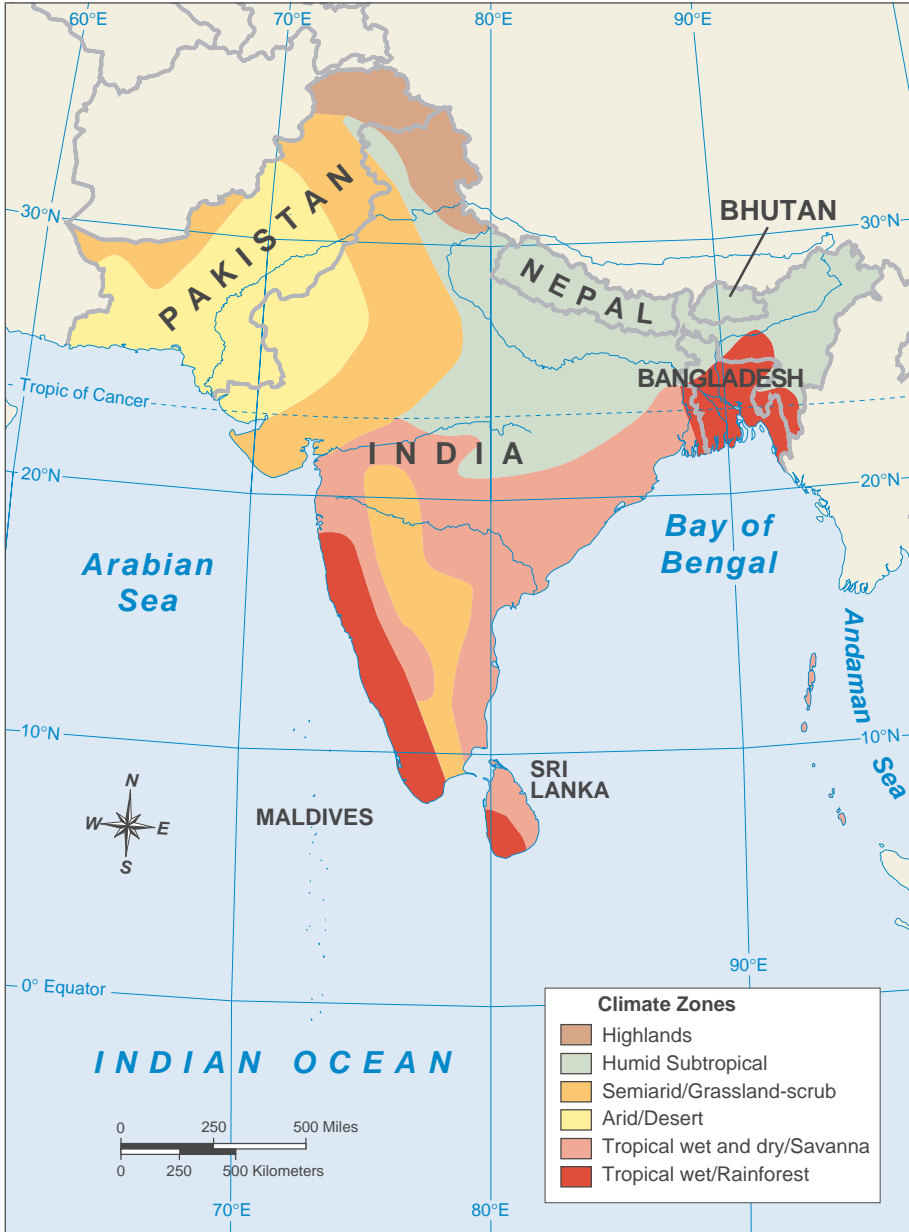 60°E
70°E
80°E
90°E
PAKISTAN
30°N
BHUTAN
30°N
NEPAL
BANGLADESH
Tropic of Cancer
INDIA
20°N
20°N
Arabian
Sea
Bay of
Bengal
Andaman Sea
10°N
10°N
SRI
LANKA
MALDIVES
N
W
E
S
90°E
0° Equator
INDIAN OCEAN
Climate Zones
Highlands
Humid Subtropical
Semiarid/Grassland-scrub
Arid/Desert
Tropical wet and dry/Savanna
Tropical wet/Rainforest
0 250 500 Miles
0 250 500 Kilometers
70°E
80°E